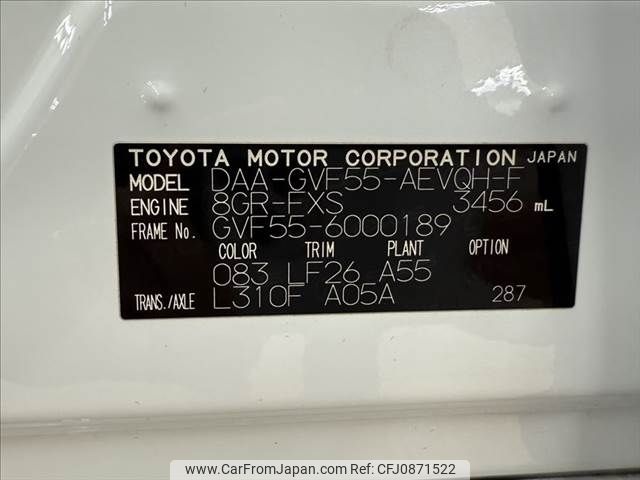 TOYOTA MOTOR CORPORATION JAPAN
MODEL DAA-GVF55-AEVQH-F
ENGINE 8GR-FXS 3456 mL
FRAME No. GVF55-6000189
COLOR TRIM PLANT OPTION
083 LF26 A55
TRANS./AXLE L310F A05A 287
www.CarFromJapan.com/ CFJ0871522